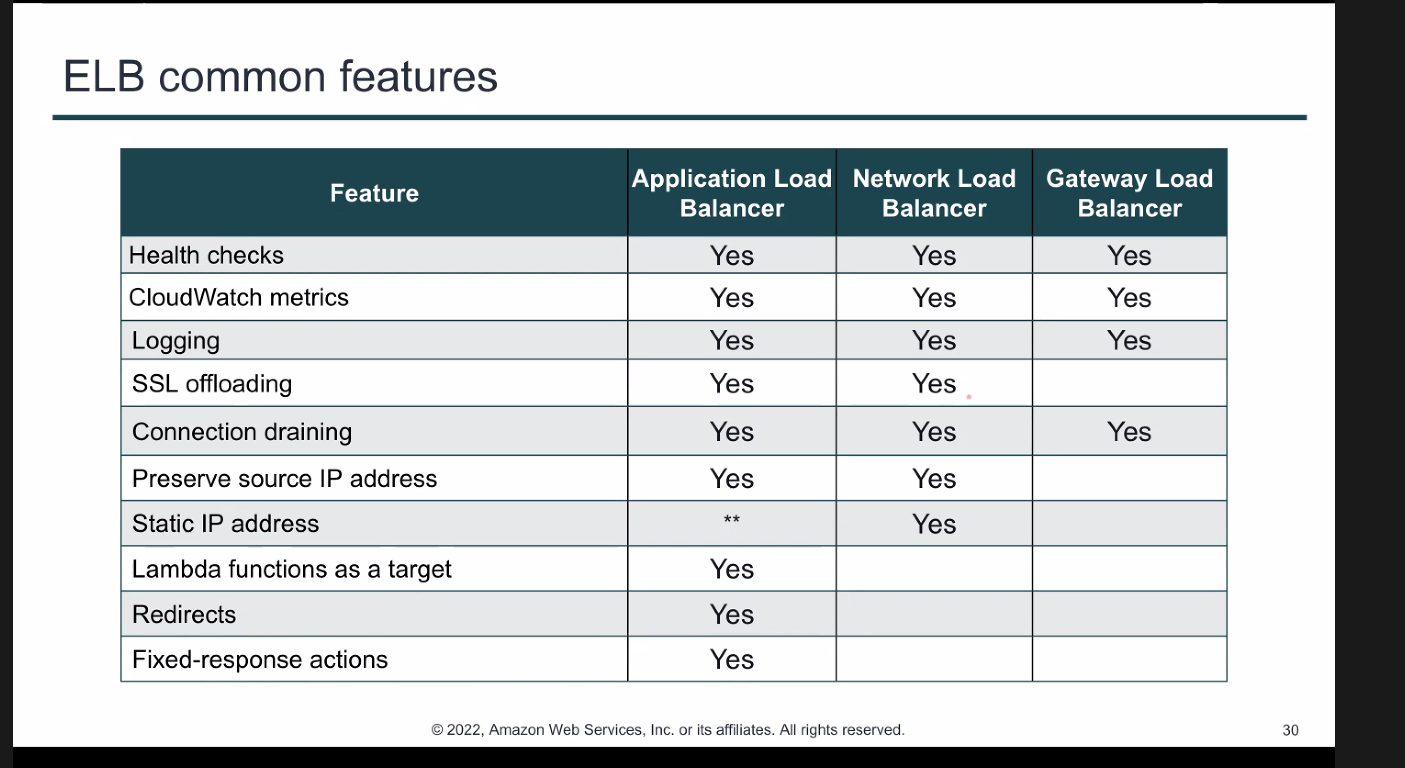 ELB common features
Feature Application Load Balancer Network Load Balancer Gateway Load Balancer
Health checks Yes Yes Yes
CloudWatch metrics Yes Yes Yes
Logging Yes Yes Yes
SSL offloading Yes Yes
Connection draining Yes Yes Yes
Preserve source IP address Yes Yes
Static IP address ** Yes
Lambda functions as a target Yes
Redirects Yes
Fixed-response actions Yes
© 2022, Amazon Web Services, Inc. or its affiliates. All rights reserved. 30